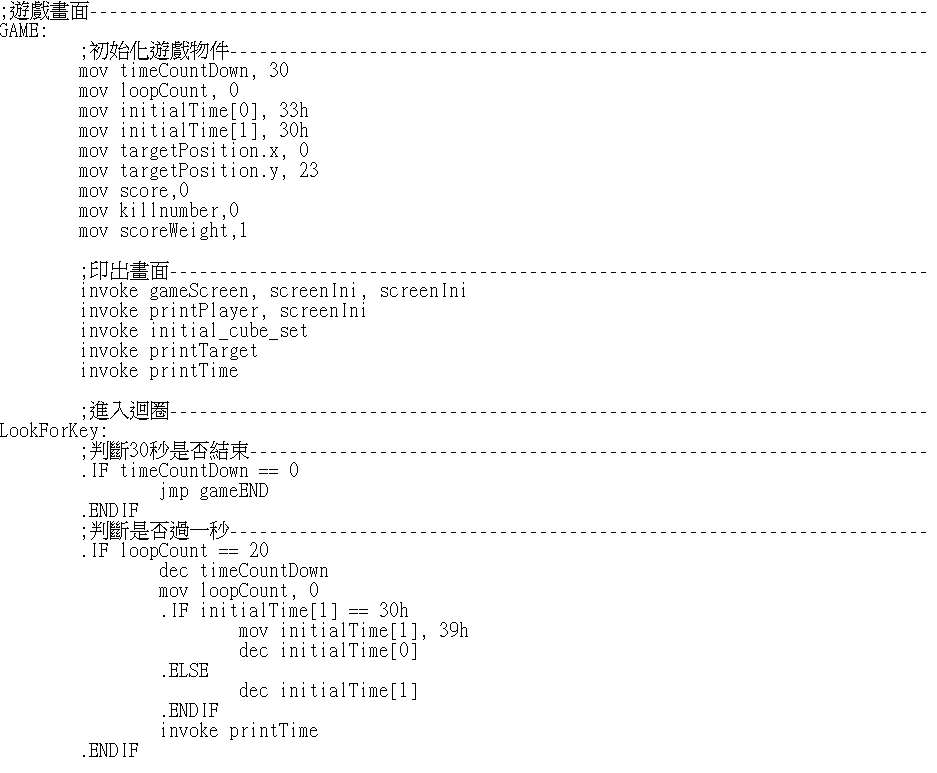 ;遊戲畫面------------------------------------------------------------------------------------
GAME:
;初始化遊戲物件----------------------------------------------------------------------
mov timeCountDown, 30
mov loopCount, 0
mov initialTime[0], 33h
mov initialTime[1], 30h
mov targetPosition.x, 0
mov targetPosition.y, 23
mov score,0
mov killnumber,0
mov scoreWeight,1
;印出畫面----------------------------------------------------------------------------
invoke gameScreen, screenIni, screenIni
invoke printPlayer, screenIni
invoke initial_cube_set
invoke printTarget
invoke printTime
;進入迴圈----------------------------------------------------------------------------
LookForKey:
;判斷30秒是否結束--------------------------------------------------------------------
.IF timeCountDown == 0
jmp gameEND
.ENDIF
;判斷是否過一秒----------------------------------------------------------------------
.IF loopCount == 20
dec timeCountDown
mov loopCount, 0
.IF initialTime[1] == 30h
mov initialTime[1], 39h
dec initialTime[0]
.ELSE
dec initialTime[1]
.ENDIF
invoke printTime
.ENDIF